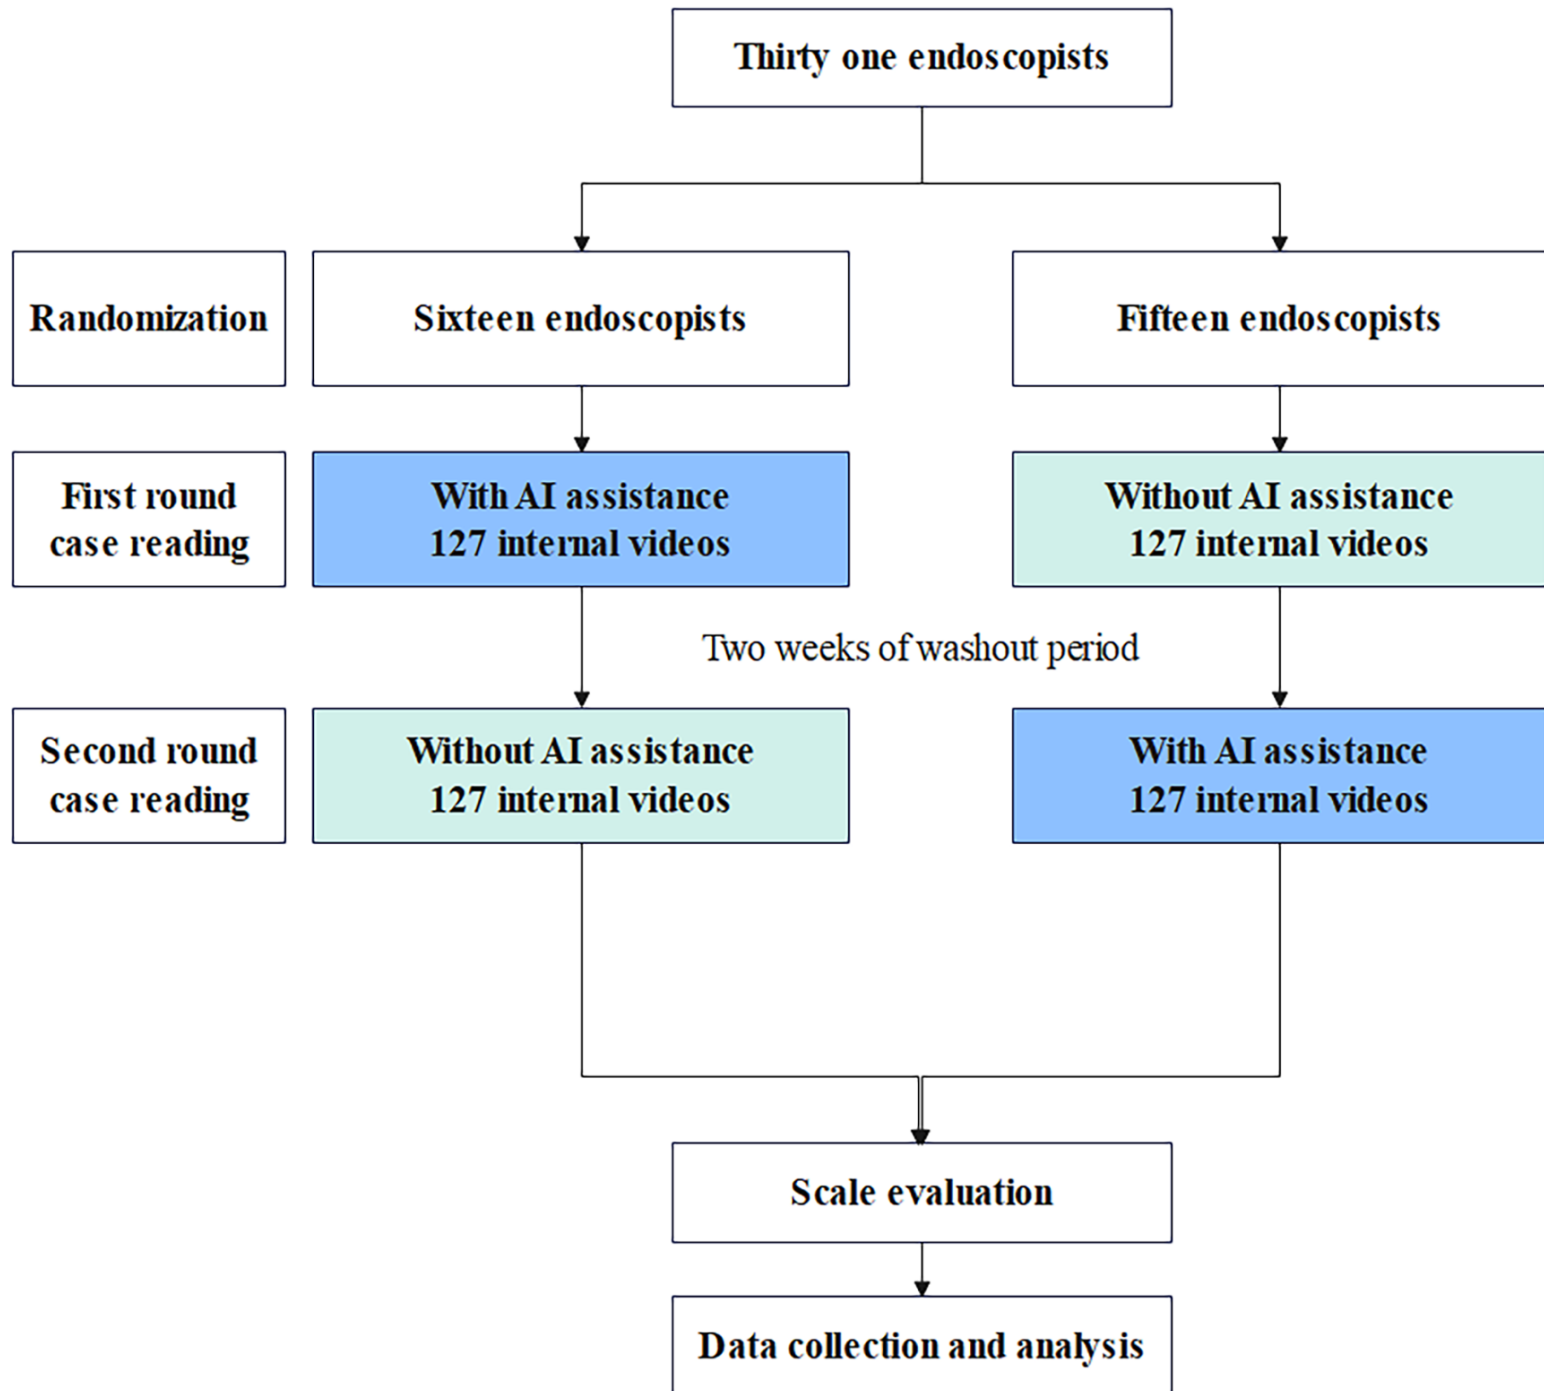 Thirty one endoscopists
Randomization
Sixteen endoscopists
Fifteen endoscopists
First round
case reading
With AI assistance
127 internal videos
Without AI assistance
127 internal videos
Two weeks of washout period
Second round
case reading
Without AI assistance
127 internal videos
With AI assistance
127 internal videos
Scale evaluation
Data collection and analysis